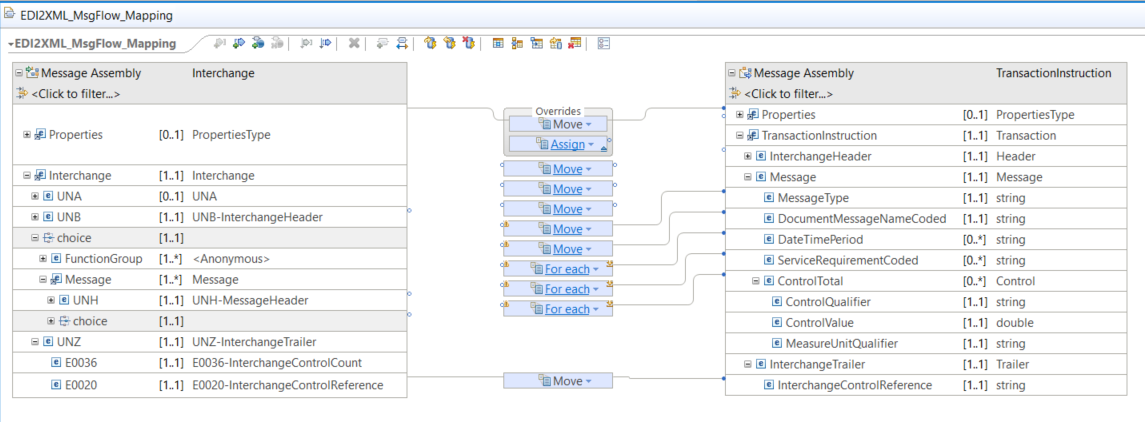 EDI2XML_MsgFlow_Mapping
EDI2XML_MsgFlow_Mapping
Message Assembly Interchange
<Click to filter...>
Properties [0..1] PropertiesType
Interchange [1..1] Interchange
UNA [0..1] UNA
UNB [1..1] UNB-InterchangeHeader
choice [1..1]
FunctionGroup [1..*] <Anonymous>
Message [1..*] Message
UNH [1..1] UNH-MessageHeader
choice [1..1]
UNZ [1..1] UNZ-InterchangeTrailer
E0036 [1..1] E0036-InterchangeControlCount
E0020 [1..1] E0020-InterchangeControlReference
Overrides
Move
Assign
Move
Move
Move
Move
Move
For each
For each
For each
Move
Message Assembly TransactionInstruction
<Click to filter...>
Properties [0..1] PropertiesType
TransactionInstruction [1..1] Transaction
InterchangeHeader [1..1] Header
Message [1..1] Message
MessageType [1..1] string
DocumentMessageNameCoded [1..1] string
DateTimePeriod [0..*] string
ServiceRequirementCoded [0..*] string
ControlTotal [0..*] Control
ControlQualifier [1..1] string
ControlValue [1..1] double
MeasureUnitQualifier [1..1] string
InterchangeTrailer [1..1] Trailer
InterchangeControlReference [1..1] string